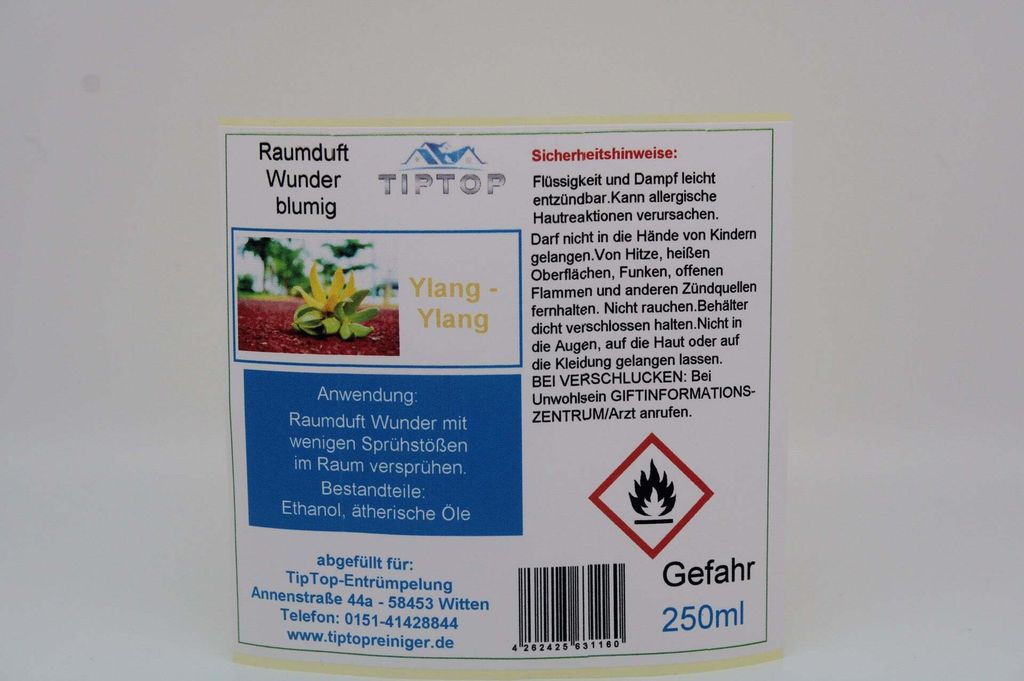 Raumduft
Wunder
blumig
TIPTOP
Ylang -
Ylang
Anwendung:
Raumduft Wunder mit
wenigen Sprühstößen
im Raum versprühen.
Bestandteile:
Ethanol, ätherische Öle
abgefüllt für:
TipTop-Entrümpelung
Annenstraße 44a - 58453 Witten
Telefon: 0151-41428844
www.tiptopreiniger.de
Sicherheitshinweise:
Flüssigkeit und Dampf leicht
entzündbar.Kann allergische
Hautreaktionen verursachen.
Darf nicht in die Hände von Kindern
gelangen.Von Hitze, heißen
Oberflächen, Funken, offenen
Flammen und anderen Zündquellen
fernhalten. Nicht rauchen.Behälter
dicht verschlossen halten.Nicht in
die Augen, auf die Haut oder auf
die Kleidung gelangen lassen.
BEI VERSCHLUCKEN: Bei
Unwohlsein GIFTINFORMATIONS-
ZENTRUM/Arzt anrufen.
Gefahr
250ml
4 262425 631160